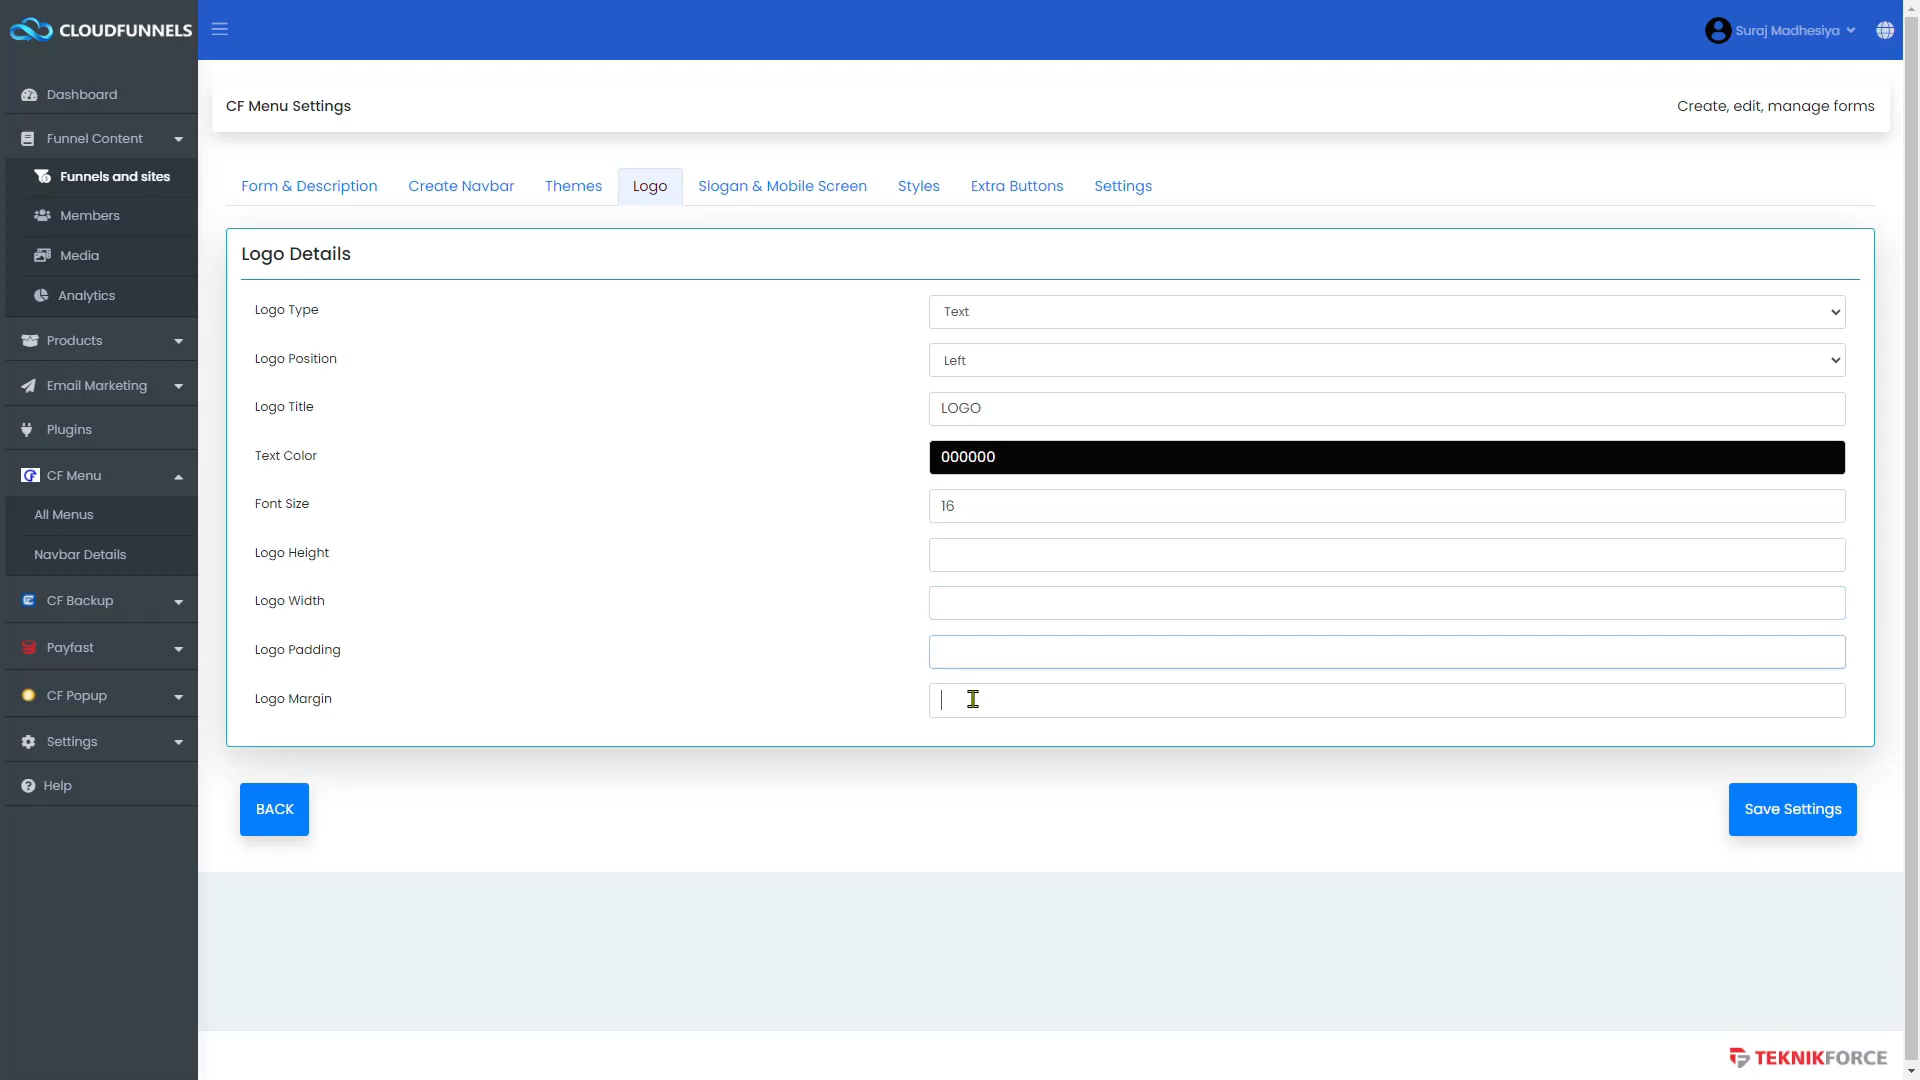 CLOUDFUNNELS
Suraj Madhesiya
Dashboard
Funnel Content
Funnels and sites
Members
Media
Analytics
Products
Email Marketing
Plugins
CF Menu
All Menus
Navbar Details
CF Backup
Payfast
CF Popup
Settings
Help
CF Menu Settings
Create, edit, manage forms
Form & Description Create Navbar Themes Logo Slogan & Mobile Screen Styles Extra Buttons Settings
Logo Details
Logo Type Text
Logo Position Left
Logo Title LOGO
Text Color 000000
Font Size 16
Logo Height
Logo Width
Logo Padding
Logo Margin
BACK
Save Settings
TEKNIKFORCE